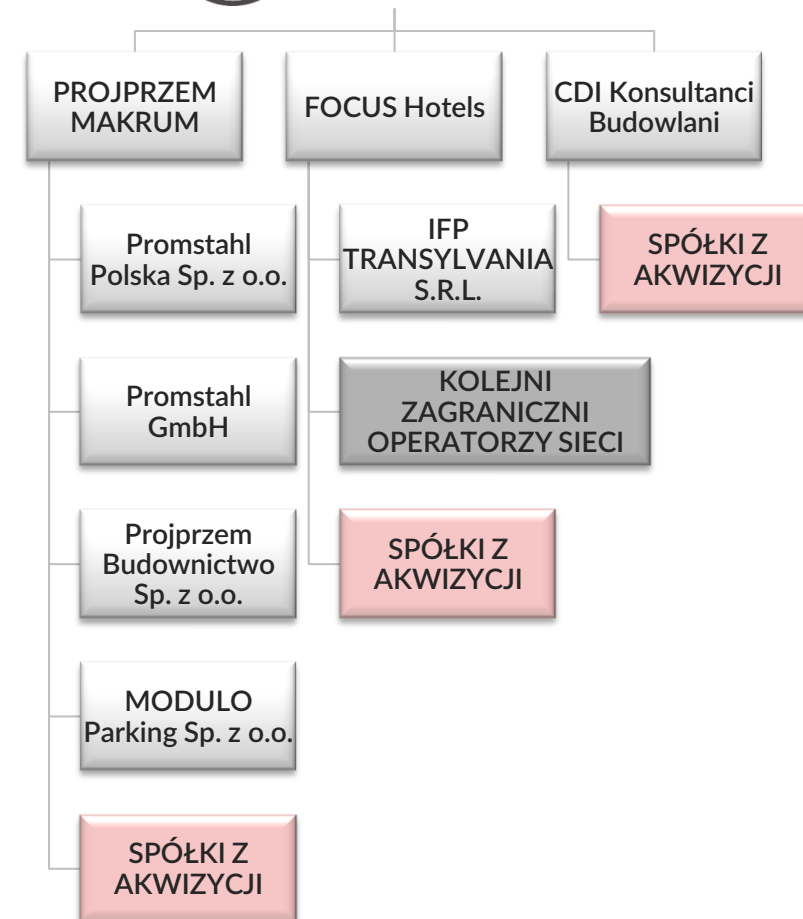 PROJPRZEM
MAKRUM
FOCUS Hotels
CDI Konsultanci
Budowlani
Promstahl
Polska Sp. z o.o.
IFP
TRANSYLVANIA
S.R.L.
SPÓŁKI Z
AKWIZYCJI
Promstahl
GmbH
KOLEJNI
ZAGRANICZNI
OPERATORZY SIECI
Projprzem
Budownictwo
Sp. z o.o.
SPÓŁKI Z
AKWIZYCJI
MODULO
Parking Sp. z o.o.
SPÓŁKI Z
AKWIZYCJI